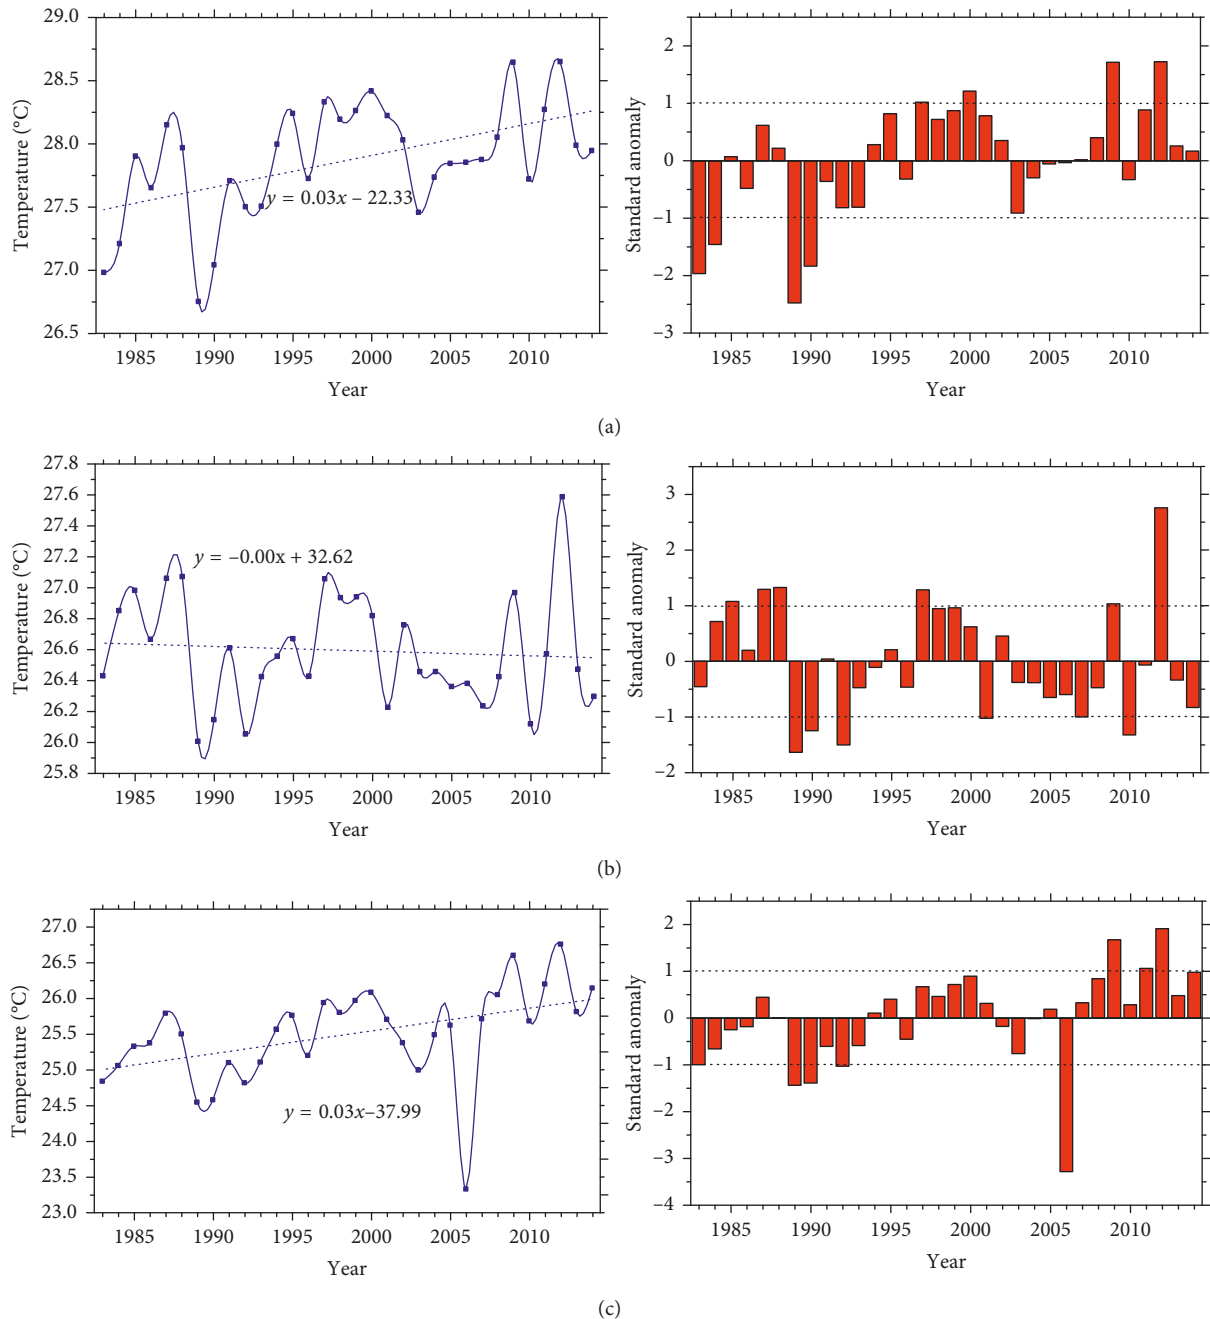 29.0
28.5
28.0
27.5
27.0
26.5
Temperature (°C)
y = 0.03x – 22.33
1985 1990 1995 2000 2005 2010
Year
2
1
0
–1
–2
–3
Standard anomaly
1985 1990 1995 2000 2005 2010
Year
(a)
27.8
27.6
27.4
27.2
27.0
26.8
26.6
26.4
26.2
26.0
25.8
Temperature (°C)
y = –0.00x + 32.62
1985 1990 1995 2000 2005 2010
Year
3
2
1
0
–1
–2
Standard anomaly
1985 1990 1995 2000 2005 2010
Year
(b)
27.0
26.5
26.0
25.5
25.0
24.5
24.0
23.5
23.0
Temperature (°C)
y = 0.03x–37.99
1985 1990 1995 2000 2005 2010
Year
2
1
0
–1
–2
–3
–4
Standard anomaly
1985 1990 1995 2000 2005 2010
Year
(c)